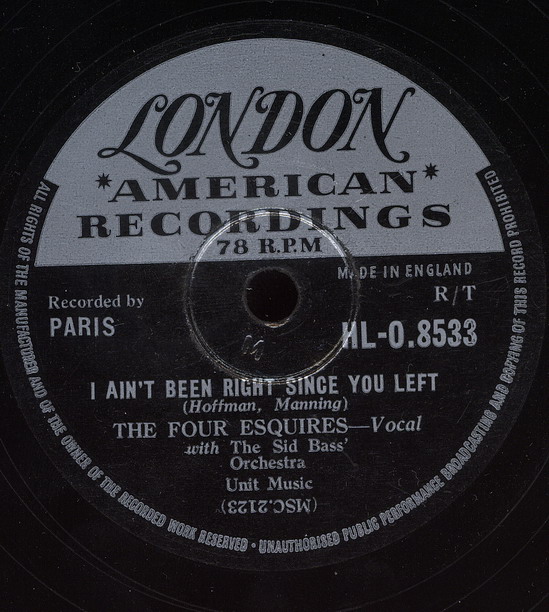 LONDON
*AMERICAN*
RECORDINGS
78 R.P.M
MADE IN ENGLAND
Recorded by
R/T
PARIS
HL-O.8533
I AIN'T BEEN RIGHT SINCE YOU LEFT
(Hoffman, Manning)
THE FOUR ESQUIRES—Vocal
with The Sid Bass'
Orchestra
Unit Music
(MSC.2123)
ALL RIGHTS OF THE MANUFACTURER AND OF THE OWNER OF THE RECORDED WORK RESERVED • UNAUTHORISED PUBLIC PERFORMANCE BROADCASTING AND COPYING OF THIS RECORD PROHIBITED